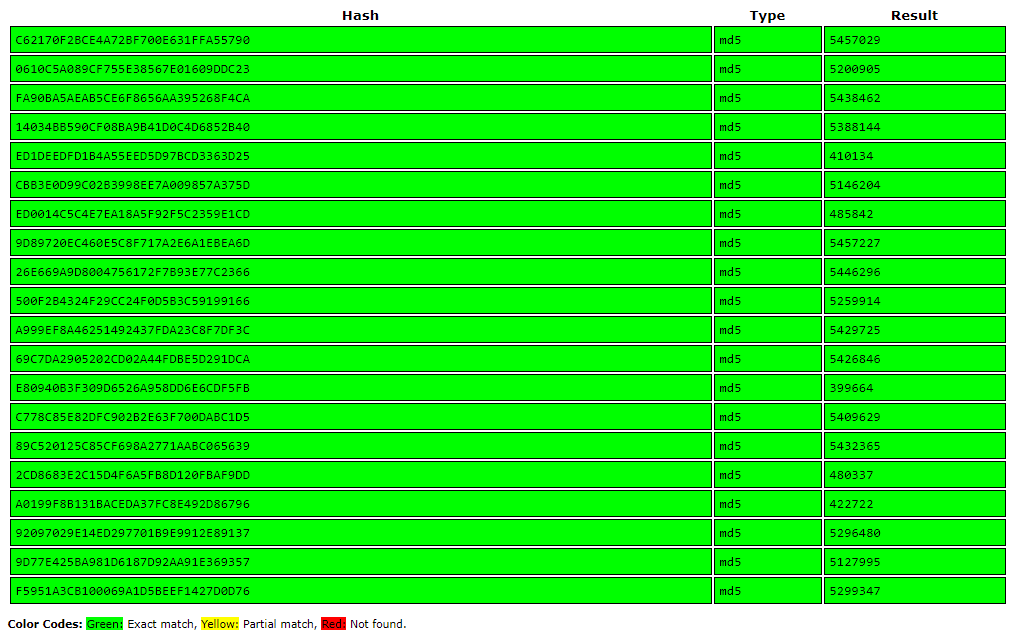 Hash Type Result
C62170F2BCE4A72BF700E631FFA55790 md5 5457029
0610C5A089CF755E38567E01609DDC23 md5 5200905
FA90BA5AEAB5CE6F8656AA395268F4CA md5 5438462
14034BB590CF08BA9B41D0C4D6852B40 md5 5388144
ED1DEEDFD1B4A55EED5D97BCD3363D25 md5 410134
CBB3E0D99C02B3998EE7A009857A375D md5 5146204
ED0014C5C4E7EA18A5F92F5C2359E1CD md5 485842
9D89720EC460E5C8F717A2E6A1EBEA6D md5 5457227
26E669A9D8004756172F7B93E77C2366 md5 5446296
500F2B4324F29CC24F0D5B3C59199166 md5 5259914
A999EF8A46251492437FDA23C8F7DF3C md5 5429725
69C7DA2905202CD02A44FDBE5D291DCA md5 5426846
E80940B3F309D6526A958DD6E6CDF5FB md5 399664
C778C85E82DFC902B2E63F700DABC1D5 md5 5409629
89C520125C85CF698A2771AABC065639 md5 5432365
2CD8683E2C15D4F6A5FB8D120FBAF9DD md5 480337
A0199F8B131BACEDA37FC8E492D86796 md5 422722
92097029E14ED297701B9E9912E89137 md5 5296480
9D77E425BA981D6187D92AA91E369357 md5 5127995
F5951A3CB100069A1D5BEEF1427D0D76 md5 5299347
Color Codes: Green: Exact match, Yellow: Partial match, Red: Not found.